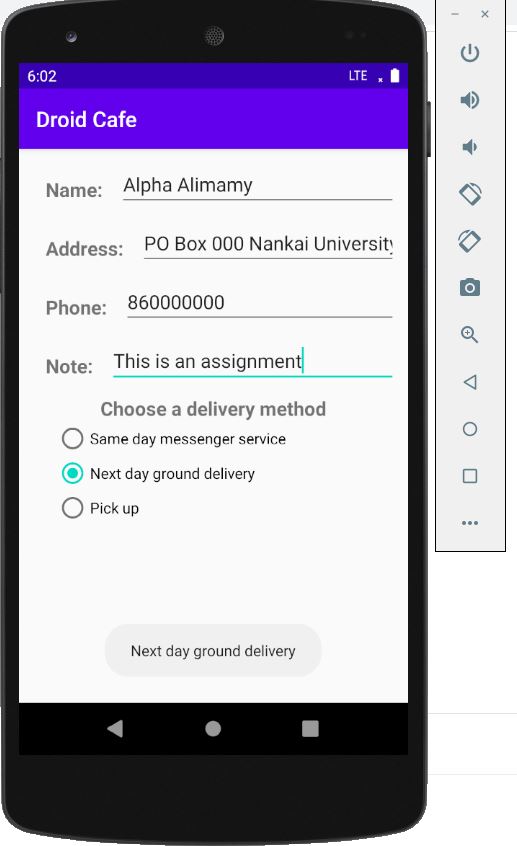 6:02 LTE
Droid Cafe
Name: Alpha Alimamy
Address: PO Box 000 Nankai University
Phone: 860000000
Note: This is an assignment
Choose a delivery method
Same day messenger service
Next day ground delivery
Pick up
Next day ground delivery